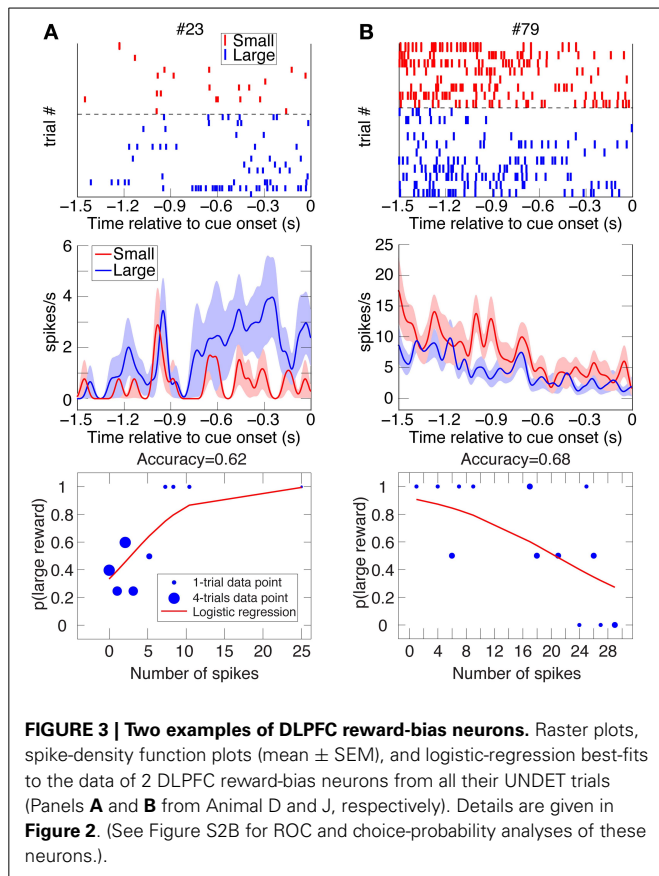 A
#23
Small
Large
trial #
−1.5 −1.2 −0.9 −0.6 −0.3 0
Time relative to cue onset (s)
6
4
2
0
spikes/s
Small
Large
−1.5 −1.2 −0.9 −0.6 −0.3 0
Time relative to cue onset (s)
Accuracy=0.62
1
0.8
0.6
0.4
0.2
0
p(large reward)
1-trial data point
4-trials data point
Logistic regression
0 5 10 15 20 25
Number of spikes
B
#79
trial #
−1.5 −1.2 −0.9 −0.6 −0.3 0
Time relative to cue onset (s)
25
20
15
10
5
0
spikes/s
−1.5 −1.2 −0.9 −0.6 −0.3 0
Time relative to cue onset (s)
Accuracy=0.68
1
0.8
0.6
0.4
0.2
0
p(large reward)
0 4 8 12 16 20 24 28
Number of spikes
FIGURE 3 | Two examples of DLPFC reward-bias neurons. Raster plots,
spike-density function plots (mean ± SEM), and logistic-regression best-fits
to the data of 2 DLPFC reward-bias neurons from all their UNDET trials
(Panels A and B from Animal D and J, respectively). Details are given in
Figure 2. (See Figure S2B for ROC and choice-probability analyses of these
neurons.).